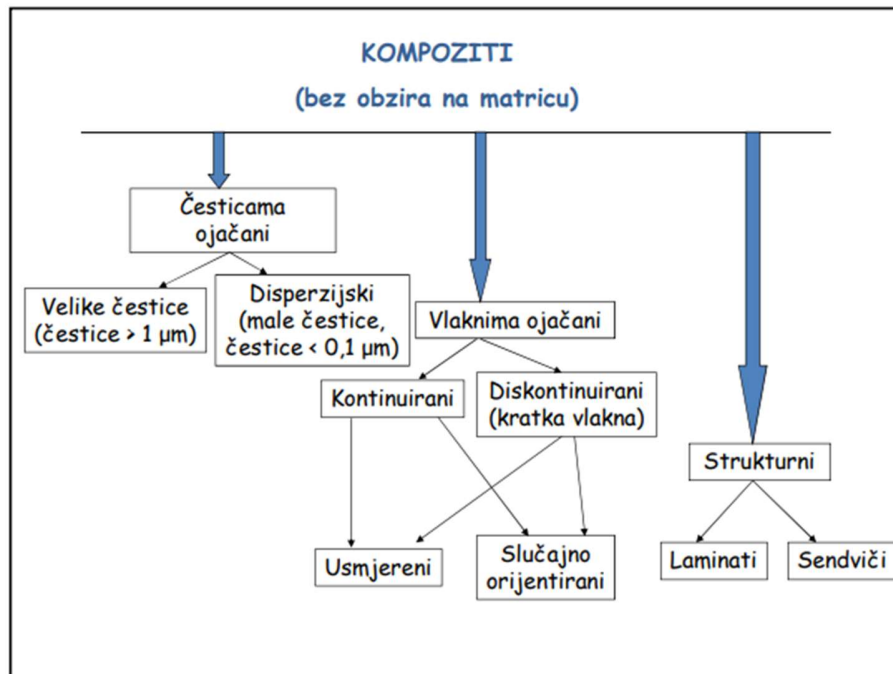 KOMPOZITI
(bez obzira na matricu)
Česticama
ojačani
Velike čestice
(čestice > 1 µm)
Disperzijski
(male čestice,
čestice < 0,1 µm)
Vlaknima ojačani
Kontinuirani
Diskontinuirani
(kratka vlakna)
Usmjereni
Slučajno
orijentirani
Strukturni
Laminati
Sendviči